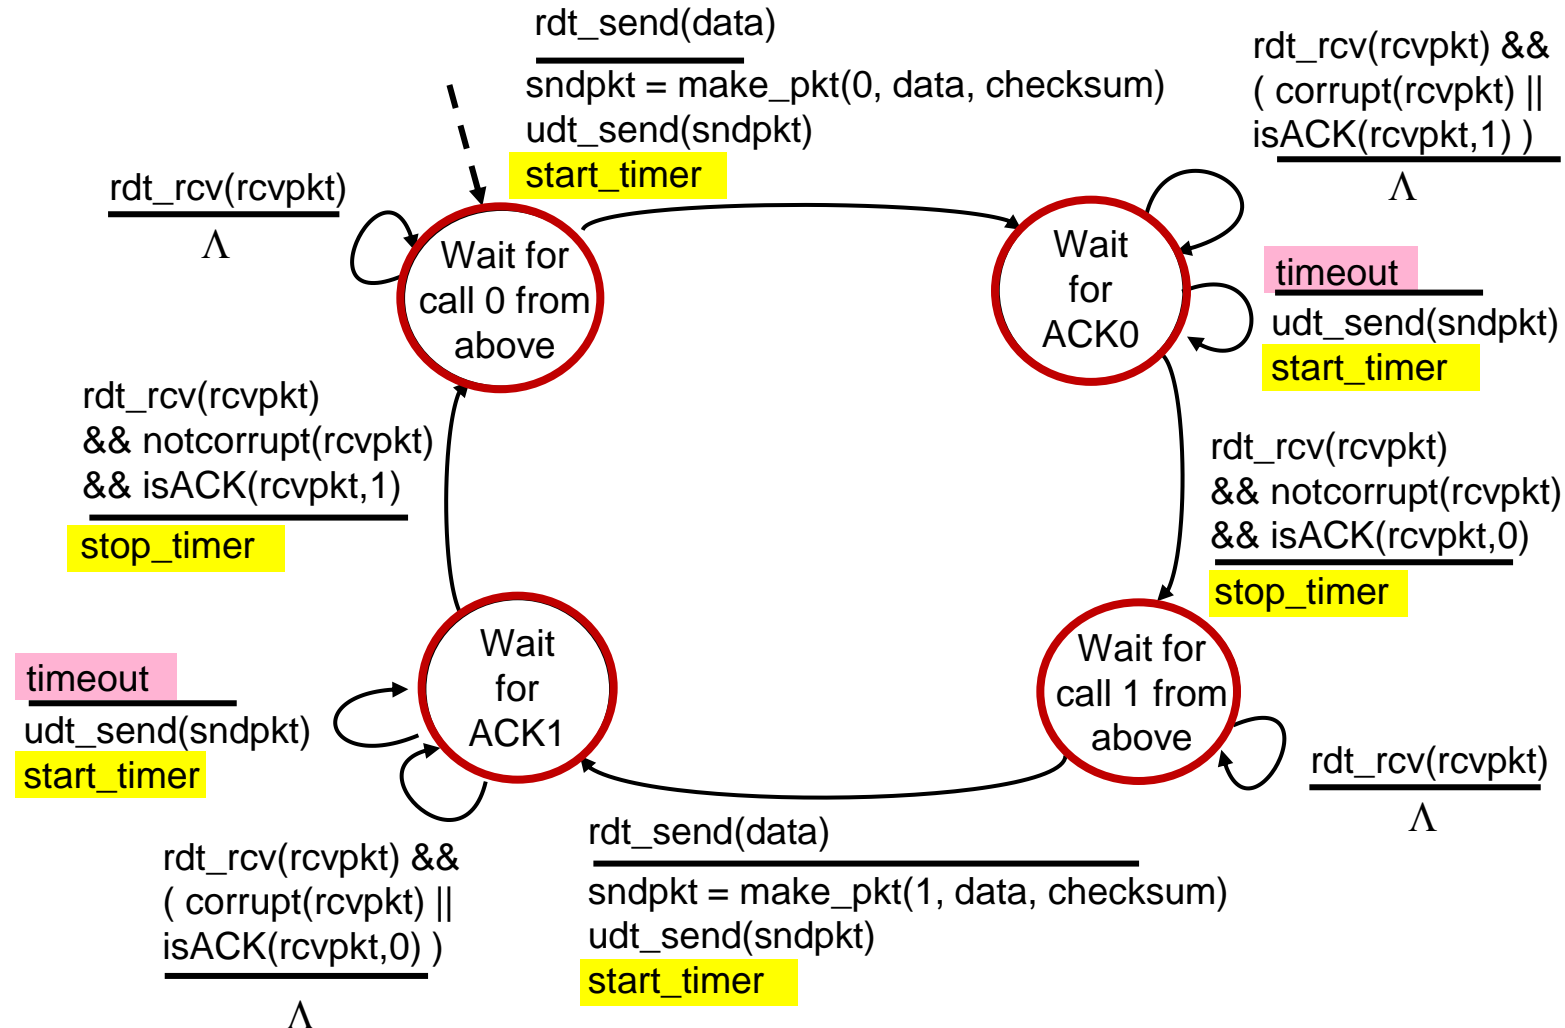 rdt_send(data)
sndpkt = make_pkt(0, data, checksum)
udt_send(sndpkt)
start_timer
rdt_rcv(rcvpkt) &&
( corrupt(rcvpkt) ||
isACK(rcvpkt,1) )
Λ
rdt_rcv(rcvpkt)
Λ
Wait for
call 0 from
above
Wait
for
ACK0
timeout
udt_send(sndpkt)
start_timer
rdt_rcv(rcvpkt)
&& notcorrupt(rcvpkt)
&& isACK(rcvpkt,1)
stop_timer
rdt_rcv(rcvpkt)
&& notcorrupt(rcvpkt)
&& isACK(rcvpkt,0)
stop_timer
Wait
for
ACK1
Wait for
call 1 from
above
timeout
udt_send(sndpkt)
start_timer
rdt_rcv(rcvpkt)
Λ
rdt_rcv(rcvpkt) &&
( corrupt(rcvpkt) ||
isACK(rcvpkt,0) )
Λ
rdt_send(data)
sndpkt = make_pkt(1, data, checksum)
udt_send(sndpkt)
start_timer